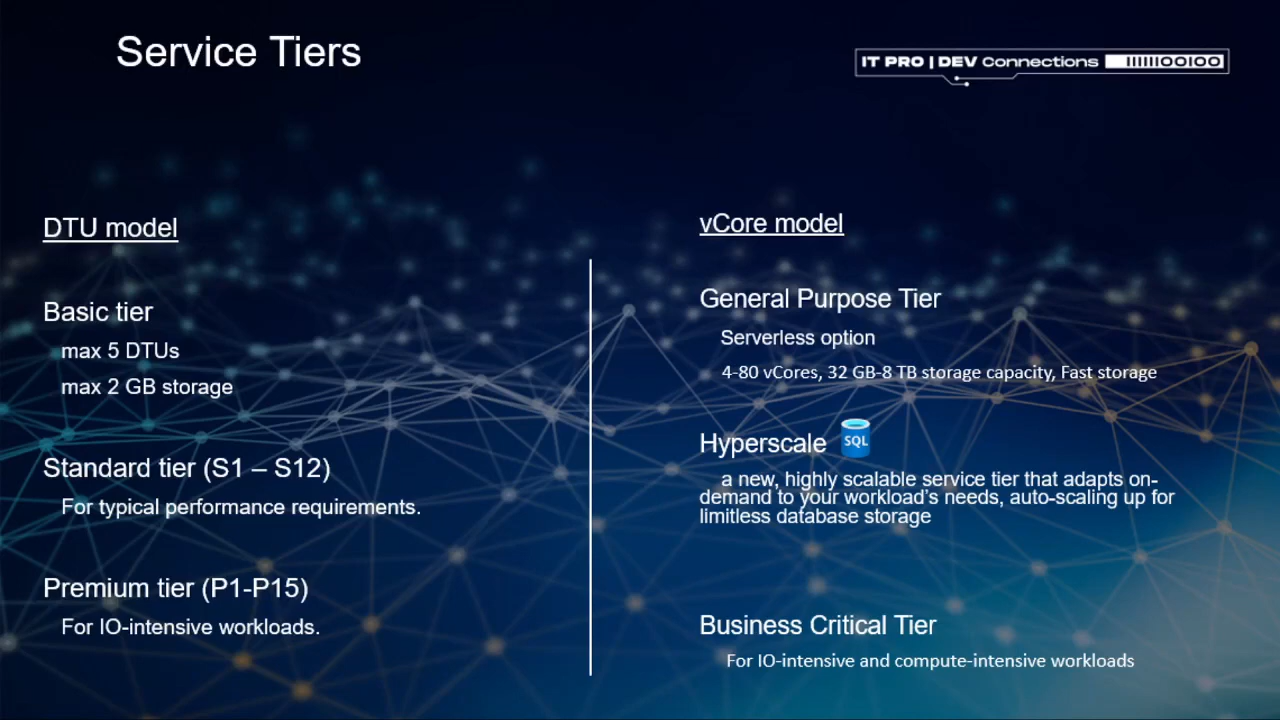 Service Tiers
IT PRO | DEV Connections IIIIIIOOIOO
DTU model
Basic tier
max 5 DTUs
max 2 GB storage
Standard tier (S1 – S12)
For typical performance requirements.
Premium tier (P1-P15)
For IO-intensive workloads.
vCore model
General Purpose Tier
Serverless option
4-80 vCores, 32 GB-8 TB storage capacity, Fast storage
Hyperscale
SQL
a new, highly scalable service tier that adapts on-
demand to your workload’s needs, auto-scaling up for
limitless database storage
Business Critical Tier
For IO-intensive and compute-intensive workloads